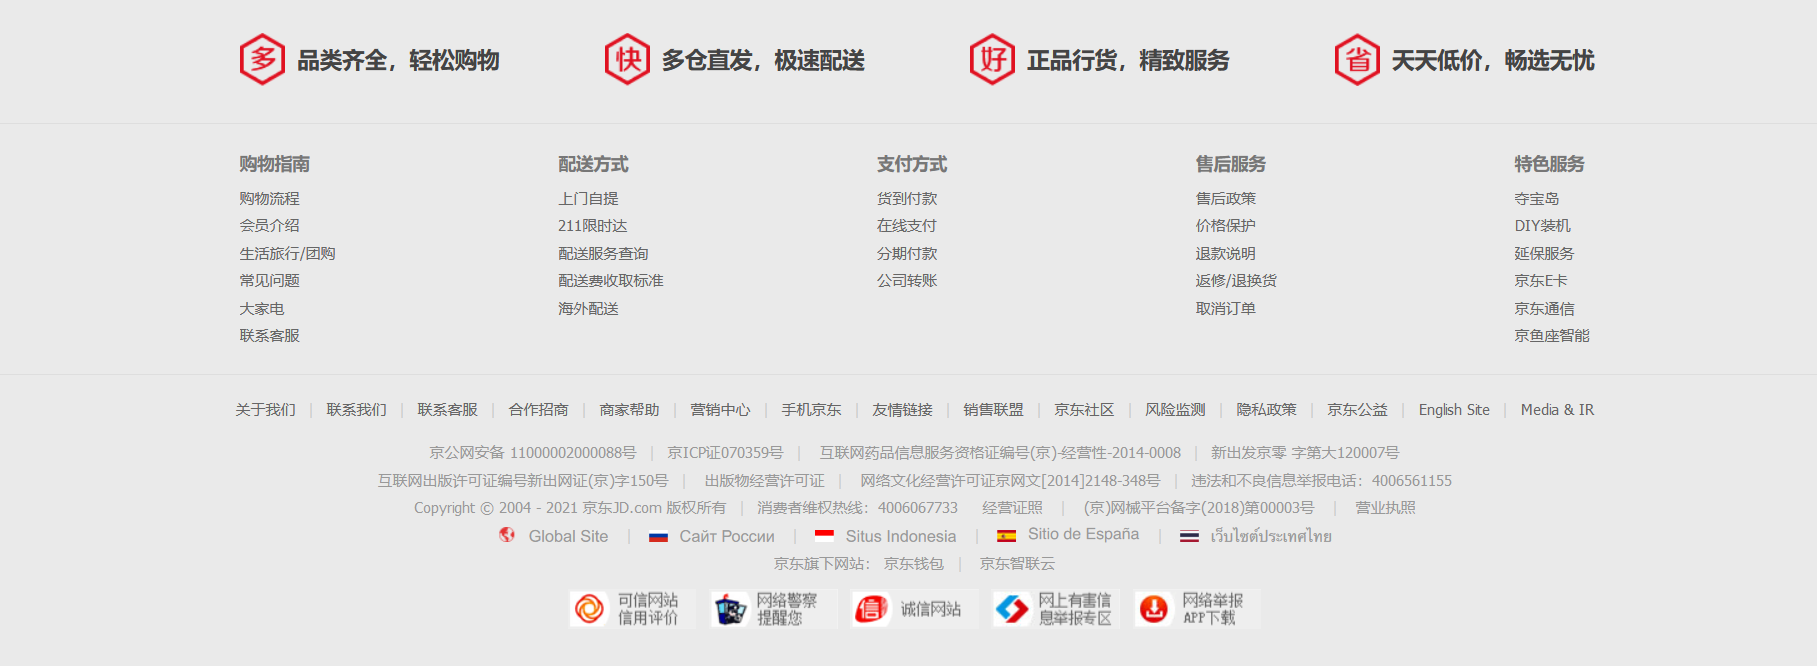 多 品类齐全，轻松购物 快 多仓直发，极速配送 好 正品行货，精致服务 省 天天低价，畅选无忧
购物指南
购物流程
会员介绍
生活旅行/团购
常见问题
大家电
联系客服
配送方式
上门自提
211限时达
配送服务查询
配送费收取标准
海外配送
支付方式
货到付款
在线支付
分期付款
公司转账
售后服务
售后政策
价格保护
退款说明
返修/退换货
取消订单
特色服务
夺宝岛
DIY装机
延保服务
京东E卡
京东通信
京鱼座智能
关于我们 | 联系我们 | 联系客服 | 合作招商 | 商家帮助 | 营销中心 | 手机京东 | 友情链接 | 销售联盟 | 京东社区 | 风险监测 | 隐私政策 | 京东公益 | English Site | Media & IR
京公网安备 11000002000088号 | 京ICP证070359号 | 互联网药品信息服务资格证编号(京)-经营性-2014-0008 | 新出发京零 字第大120007号
互联网出版许可证编号新出网证(京)字150号 | 出版物经营许可证 | 网络文化经营许可证京网文[2014]2148-348号 | 违法和不良信息举报电话：4006561155
Copyright © 2004 - 2021 京东JD.com 版权所有 | 消费者维权热线：4006067733 经营证照 | (京)网械平台备字(2018)第00003号 | 营业执照
Global Site | Сайт России | Situs Indonesia | Sitio de España | เว็บไซต์ประเทศไทย
京东旗下网站： 京东钱包 | 京东智联云
可信网站
信用评价
网络警察
提醒您
信 诚信网站
网上有害信
息举报专区
网络举报
APP下载